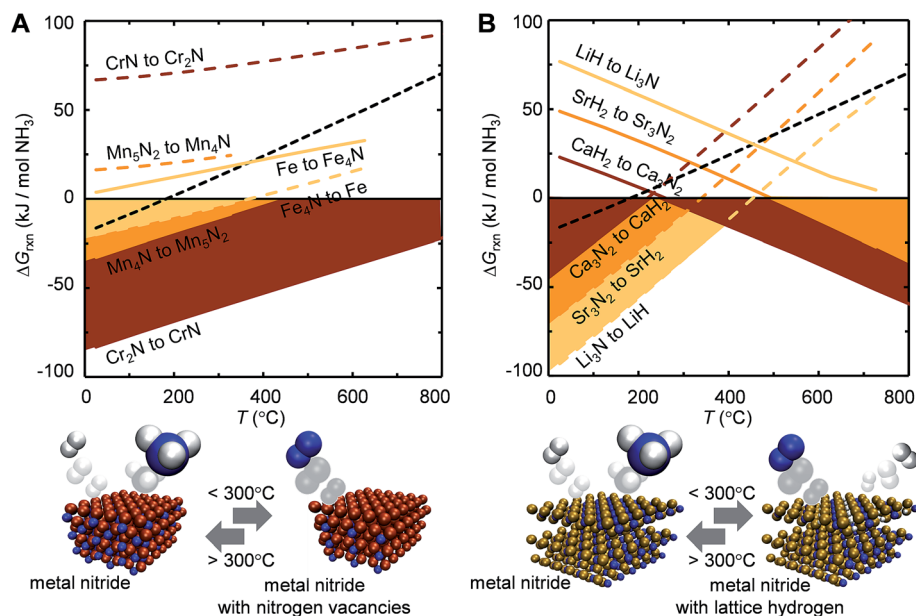 A
100
50
0
-50
-100
ΔG_rxn (kJ / mol NH₃)
CrN to Cr₂N
Mn₅N₂ to Mn₄N
Fe to Fe₄N
Fe₄N to Fe
Mn₄N to Mn₅N₂
Cr₂N to CrN
0 200 400 600 800
T (°C)
B
100
50
0
-50
-100
ΔG_rxn (kJ / mol NH₃)
LiH to Li₃N
SrH₂ to Sr₃N₂
CaH₂ to Ca₃N₂
Ca₃N₂ to CaH₂
Sr₃N₂ to SrH₂
Li₃N to LiH
0 200 400 600 800
T (°C)
< 300°C
> 300°C
metal nitride
metal nitride
with nitrogen vacancies
< 300°C
> 300°C
metal nitride
metal nitride
with lattice hydrogen